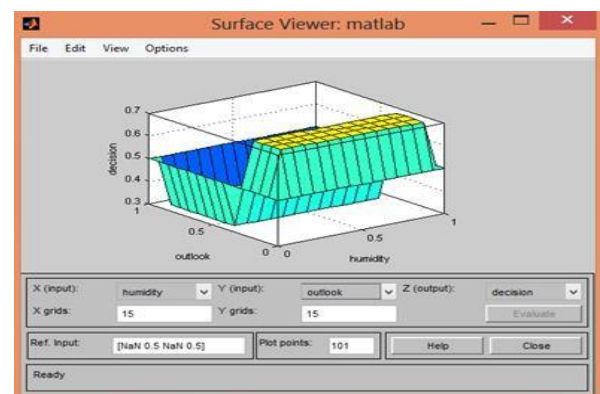 Surface Viewer: matlab
File Edit View Options
0.7
0.6
0.5
0.4
0.3
decision
1
0.5
0
outlook
0
0.5
1
humidity
X (input): humidity Y (input): outlook Z (output): decision
X grids: 15 Y grids: 15 Evaluate
Ref. Input: [NaN 0.5 NaN 0.5] Plot points: 101 Help Close
Ready